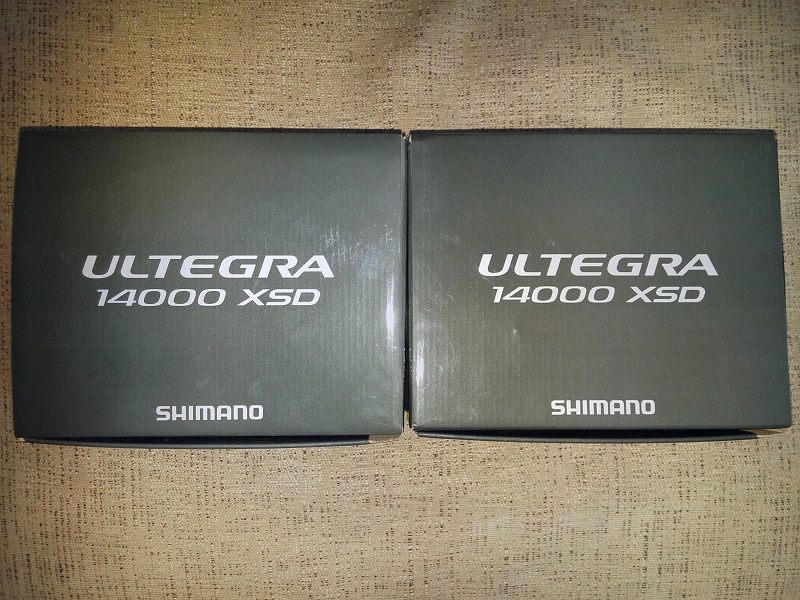 ULTEGRA
14000 XSD
SHIMANO
ULTEGRA
14000 XSD
SHIMANO